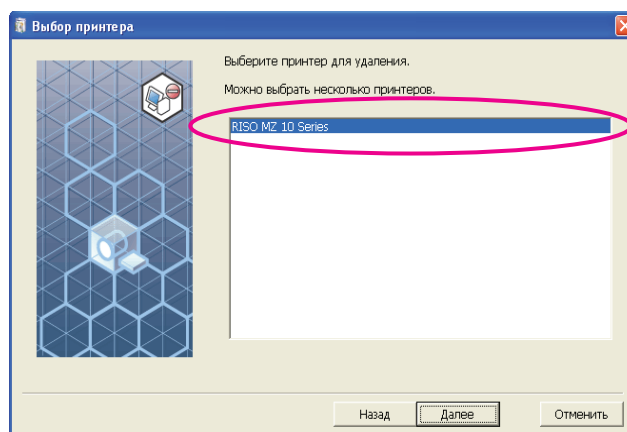 Выбор принтера
Выберите принтер для удаления.
Можно выбрать несколько принтеров.
RISO MZ 10 Series
Назад
Далее
Отменить